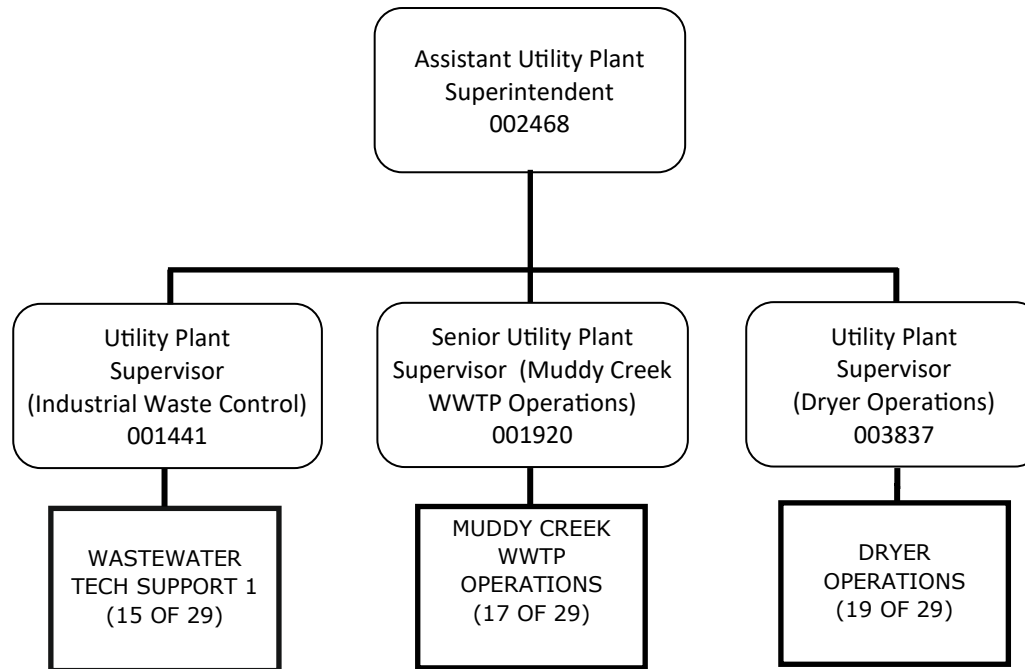 Assistant Utility Plant
Superintendent
002468
Utility Plant
Supervisor
(Industrial Waste Control)
001441
Senior Utility Plant
Supervisor (Muddy Creek
WWTP Operations)
001920
Utility Plant
Supervisor
(Dryer Operations)
003837
WASTEWATER
TECH SUPPORT 1
(15 OF 29)
MUDDY CREEK
WWTP
OPERATIONS
(17 OF 29)
DRYER
OPERATIONS
(19 OF 29)